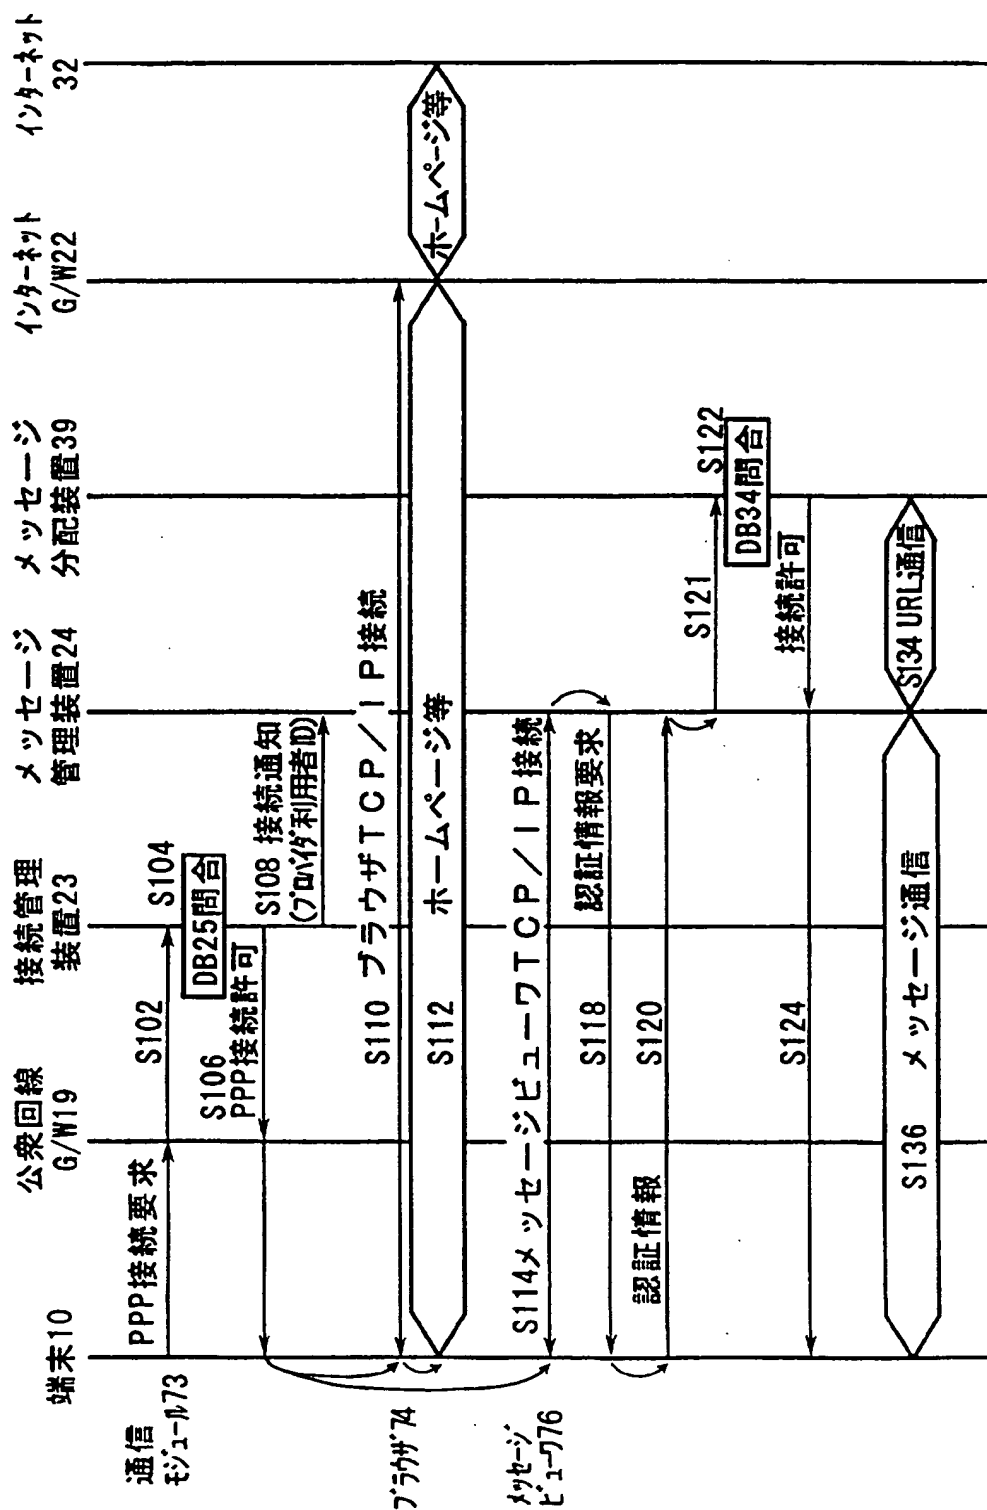 端末10
公衆回線
G/W19
接続管理
装置23
メッセージ
管理装置24
メッセージ
分配装置39
インターネット
G/W22
インターネット
32
通信
モジュール73
PPP接続要求
S102
S104
DB25問合
S106
PPP接続許可
S108 接続通知
(プロバイダ利用者ID)
ブラウザ74
S110 ブラウザTCP/IP接続
S112 ホームページ等
ホームページ等
メッセージ
ビューワ76
S114メッセージビューワTCP/IP接続
S118 認証情報要求
認証情報 S120
S121
S122
DB34問合
S124
接続許可
S136 メッセージ通信
S134 URL通信